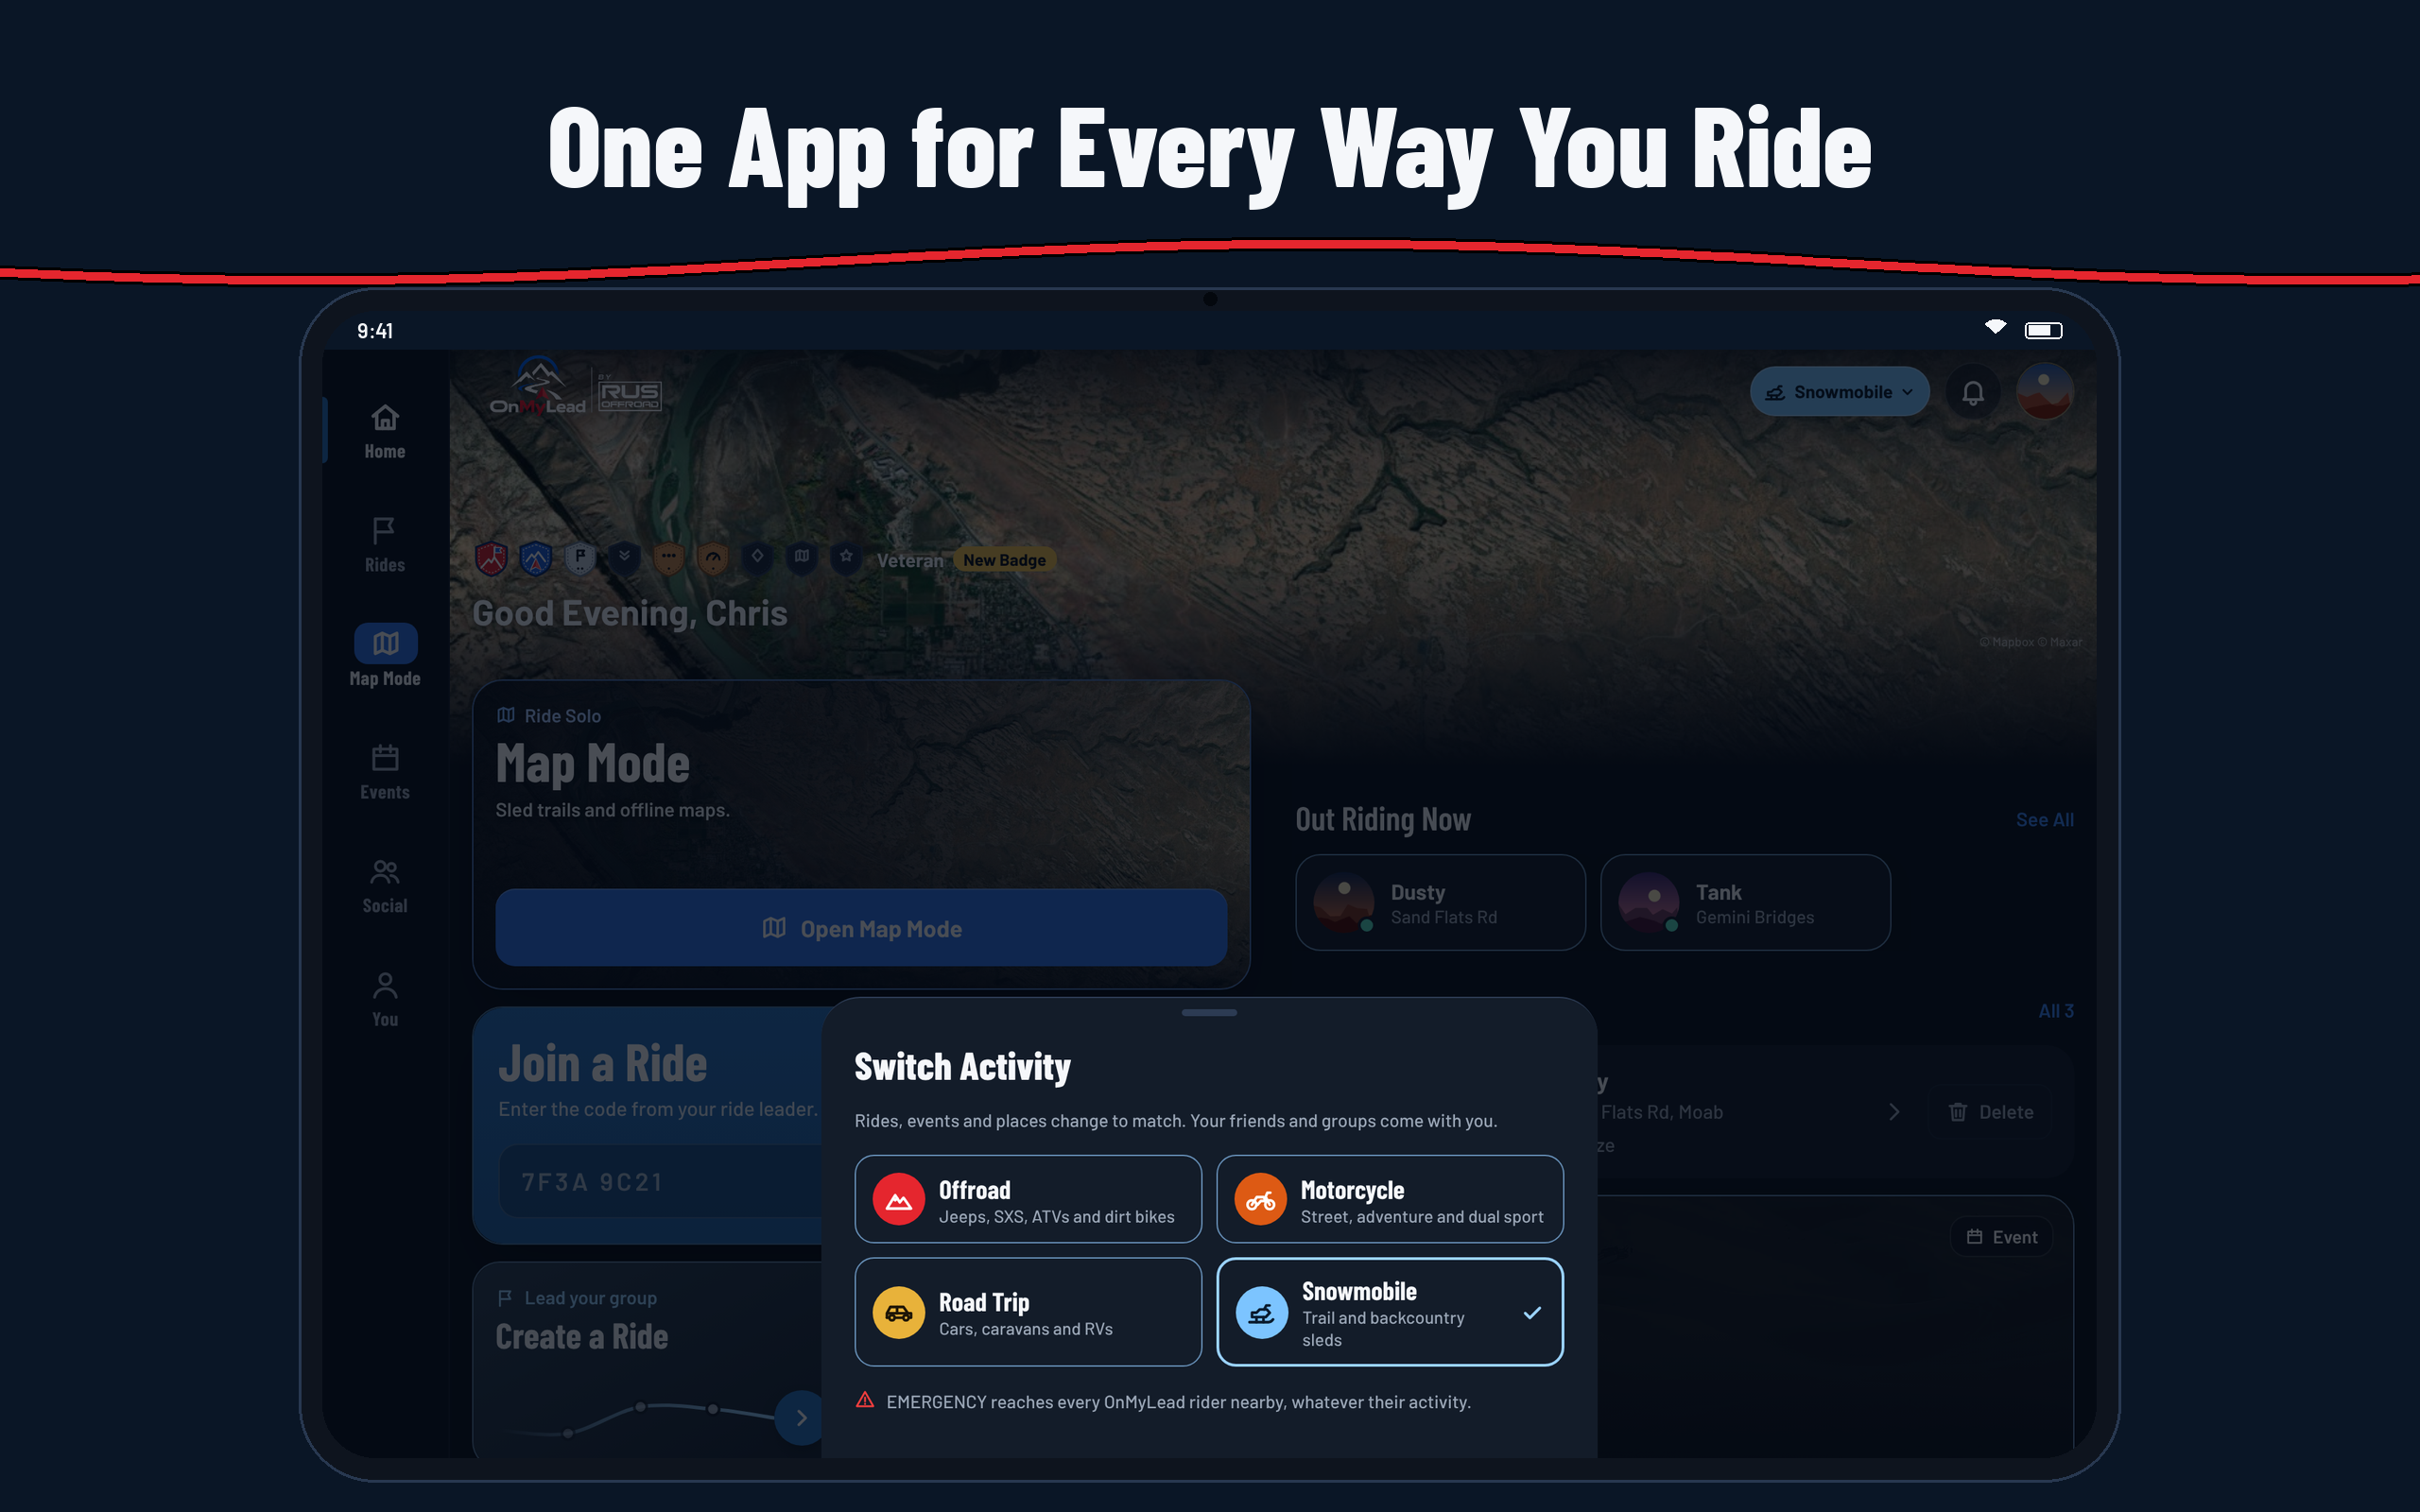 One App for Every Way You Ride
9:41
OnMyLead
BY
RUS
OFFROAD
Snowmobile
Home
Rides
Map Mode
Events
Social
You
Veteran
New Badge
Good Evening, Chris
© Mapbox © Maxar
Ride Solo
Map Mode
Sled trails and offline maps.
Open Map Mode
Out Riding Now
See All
Dusty
Sand Flats Rd
Tank
Gemini Bridges
All 3
Join a Ride
Enter the code from your ride leader.
7F3A 9C21
Lead your group
Create a Ride
y
Flats Rd, Moab
ze
Delete
Event
Switch Activity
Rides, events and places change to match. Your friends and groups come with you.
Offroad
Jeeps, SXS, ATVs and dirt bikes
Motorcycle
Street, adventure and dual sport
Road Trip
Cars, caravans and RVs
Snowmobile
Trail and backcountry
sleds
EMERGENCY reaches every OnMyLead rider nearby, whatever their activity.